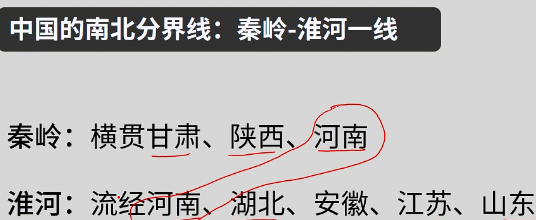 中国的南北分界线：秦岭-淮河一线
秦岭：横贯甘肃、陕西、河南
淮河：流经河南、湖北、安徽、江苏、山东